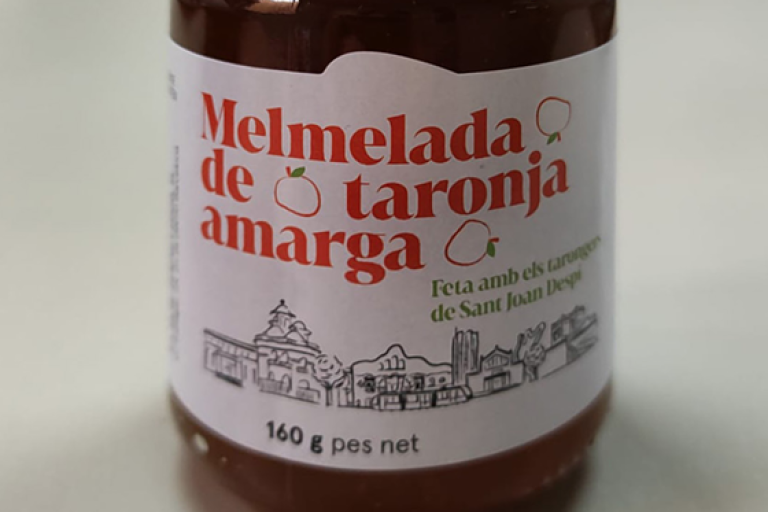 Melmelada
de taronja
amarga
Feta amb els tarongers
de Sant Joan Despí
160 g pes net